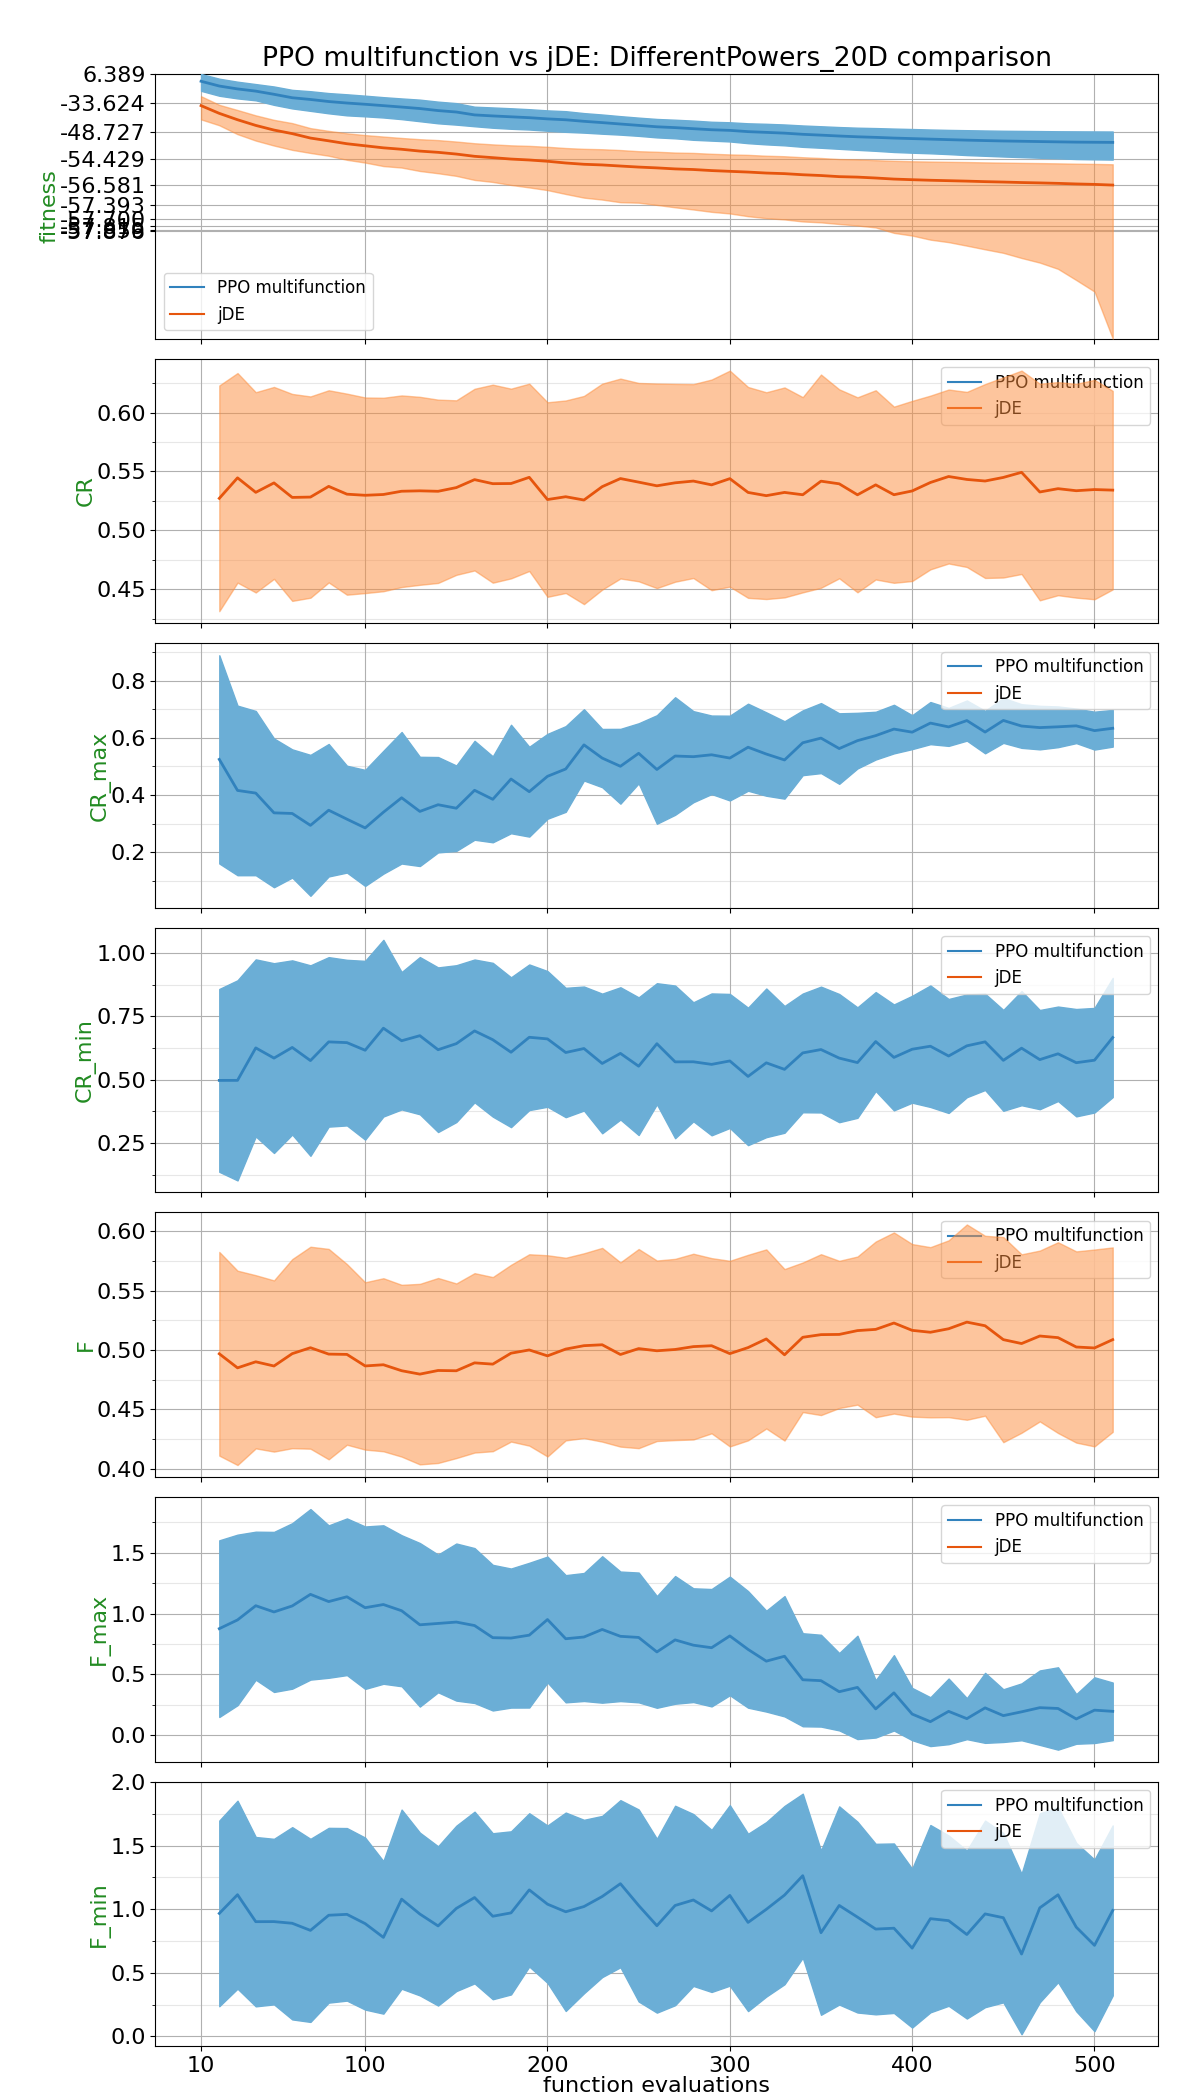 PPO multifunction vs jDE: DifferentPowers_20D comparison
6.389
-33.624
-48.727
-54.429
-56.581
-57.393
-57.700
fitness
PPO multifunction
jDE
PPO multifunction
jDE
0.60
0.55
0.50
0.45
CR
PPO multifunction
jDE
0.8
0.6
0.4
0.2
CR_max
PPO multifunction
jDE
1.00
0.75
0.50
0.25
CR_min
PPO multifunction
jDE
0.60
0.55
0.50
0.45
0.40
F
PPO multifunction
jDE
1.5
1.0
0.5
0.0
F_max
PPO multifunction
jDE
2.0
1.5
1.0
0.5
0.0
F_min
10 100 200 300 400 500
function evaluations